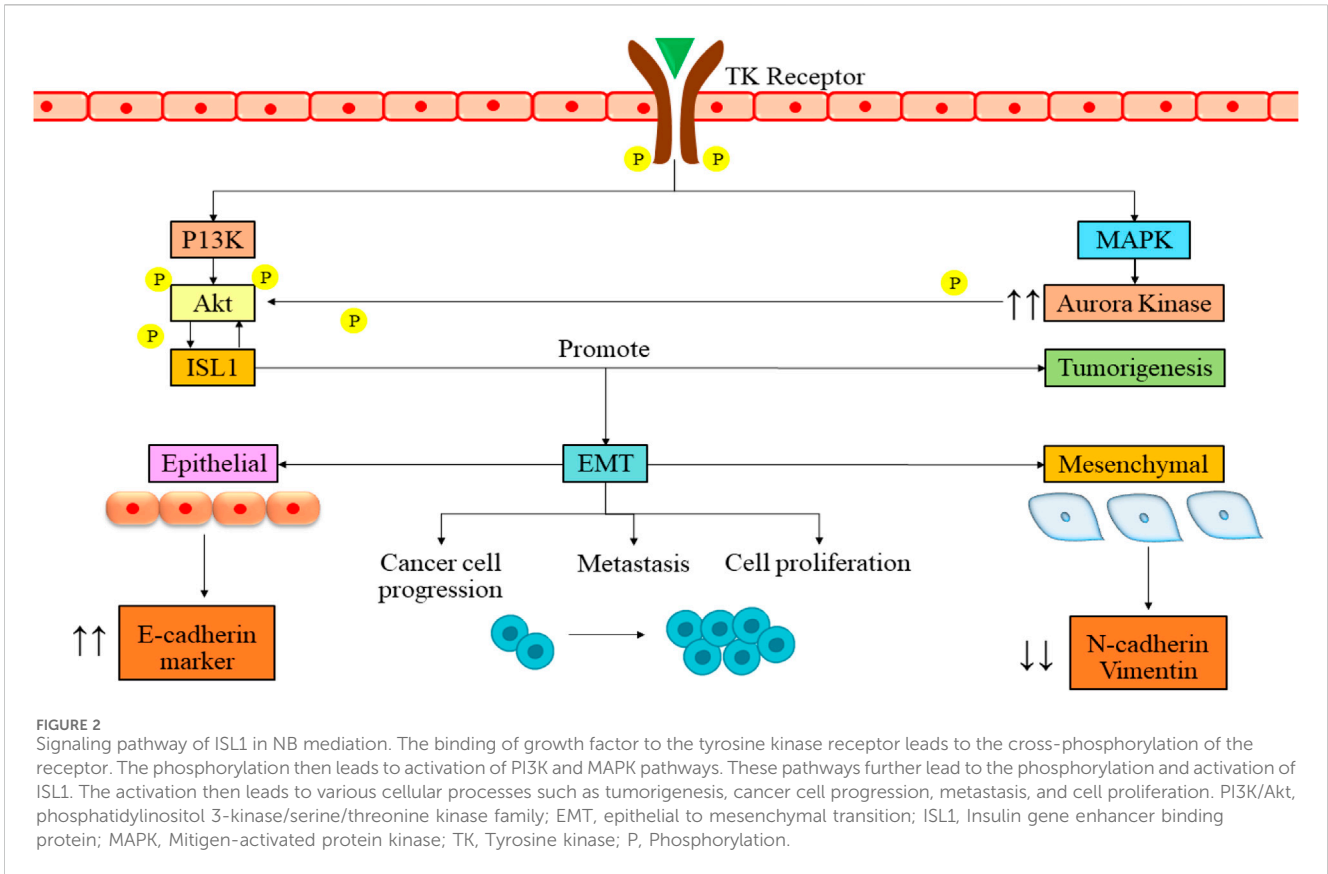 TK Receptor
P
P
P13K
MAPK
P
P
P
Akt
Aurora Kinase
↑↑
P
P
ISL1
Promote
Tumorigenesis
Epithelial
EMT
Mesenchymal
Cancer cell
progression
Metastasis
Cell proliferation
↑↑
E-cadherin
marker
↓↓
N-cadherin
Vimentin
FIGURE 2
Signaling pathway of ISL1 in NB mediation. The binding of growth factor to the tyrosine kinase receptor leads to the cross-phosphorylation of the
receptor. The phosphorylation then leads to activation of PI3K and MAPK pathways. These pathways further lead to the phosphorylation and activation of
ISL1. The activation then leads to various cellular processes such as tumorigenesis, cancer cell progression, metastasis, and cell proliferation. PI3K/Akt,
phosphatidylinositol 3-kinase/serine/threonine kinase family; EMT, epithelial to mesenchymal transition; ISL1, Insulin gene enhancer binding
protein; MAPK, Mitigen-activated protein kinase; TK, Tyrosine kinase; P, Phosphorylation.